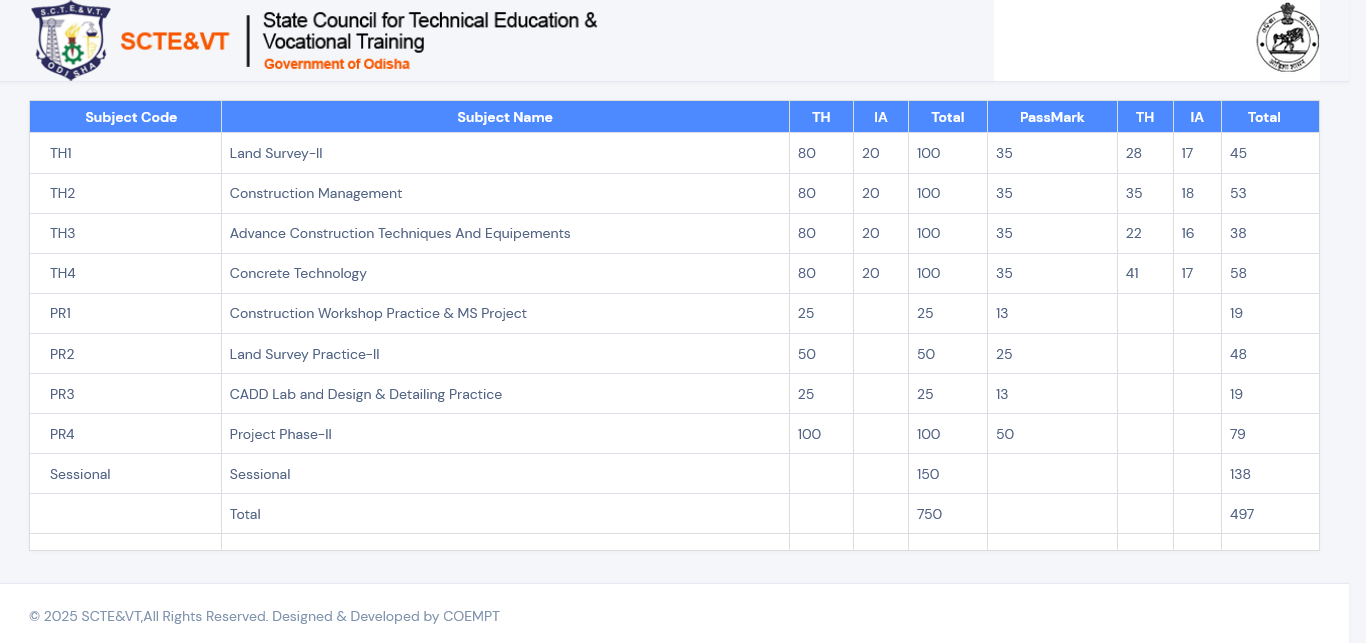 S.C.T.E.&V.T.
ODISHA
SCTE&VT
State Council for Technical Education &
Vocational Training
Government of Odisha
Subject Code Subject Name TH IA Total PassMark TH IA Total
TH1 Land Survey-II 80 20 100 35 28 17 45
TH2 Construction Management 80 20 100 35 35 18 53
TH3 Advance Construction Techniques And Equipements 80 20 100 35 22 16 38
TH4 Concrete Technology 80 20 100 35 41 17 58
PR1 Construction Workshop Practice & MS Project 25 25 13 19
PR2 Land Survey Practice-II 50 50 25 48
PR3 CADD Lab and Design & Detailing Practice 25 25 13 19
PR4 Project Phase-II 100 100 50 79
Sessional Sessional 150 138
Total 750 497
© 2025 SCTE&VT,All Rights Reserved. Designed & Developed by COEMPT